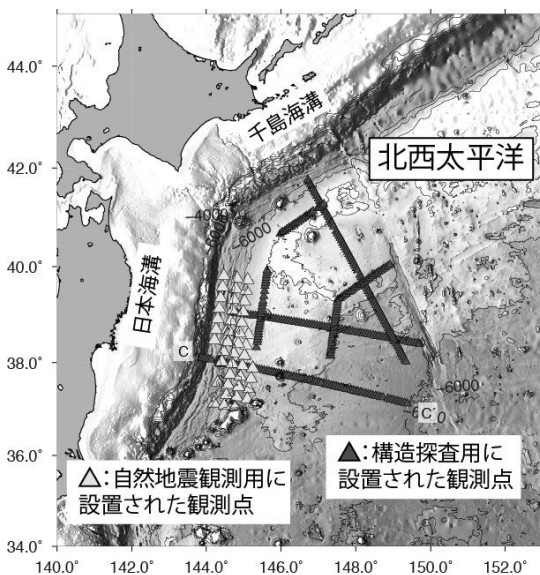 44.0°
42.0°
40.0°
38.0°
36.0°
34.0°
140.0°
142.0°
144.0°
146.0°
148.0°
150.0°
152.0°
千島海溝
北西太平洋
日本海溝
-4000
-6000
-6000
-6000
C
C'
△:自然地震観測用に
設置された観測点
▲:構造探査用に
設置された観測点